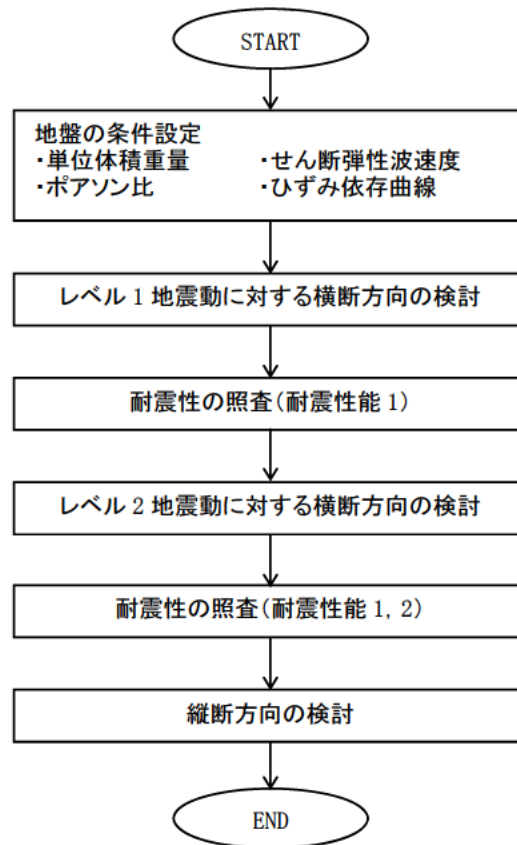 START
地盤の条件設定
・単位体積重量 ・せん断弾性波速度
・ポアソン比 ・ひずみ依存曲線
レベル 1 地震動に対する横断方向の検討
耐震性の照査(耐震性能 1)
レベル 2 地震動に対する横断方向の検討
耐震性の照査(耐震性能 1, 2)
縦断方向の検討
END